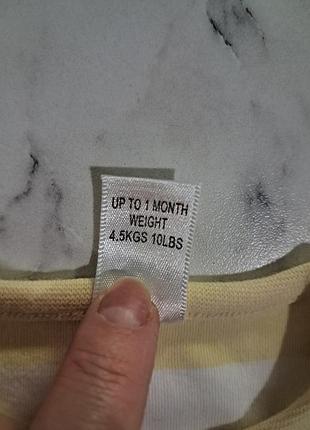 UP TO 1 MONTH
WEIGHT
4.5KGS 10LBS